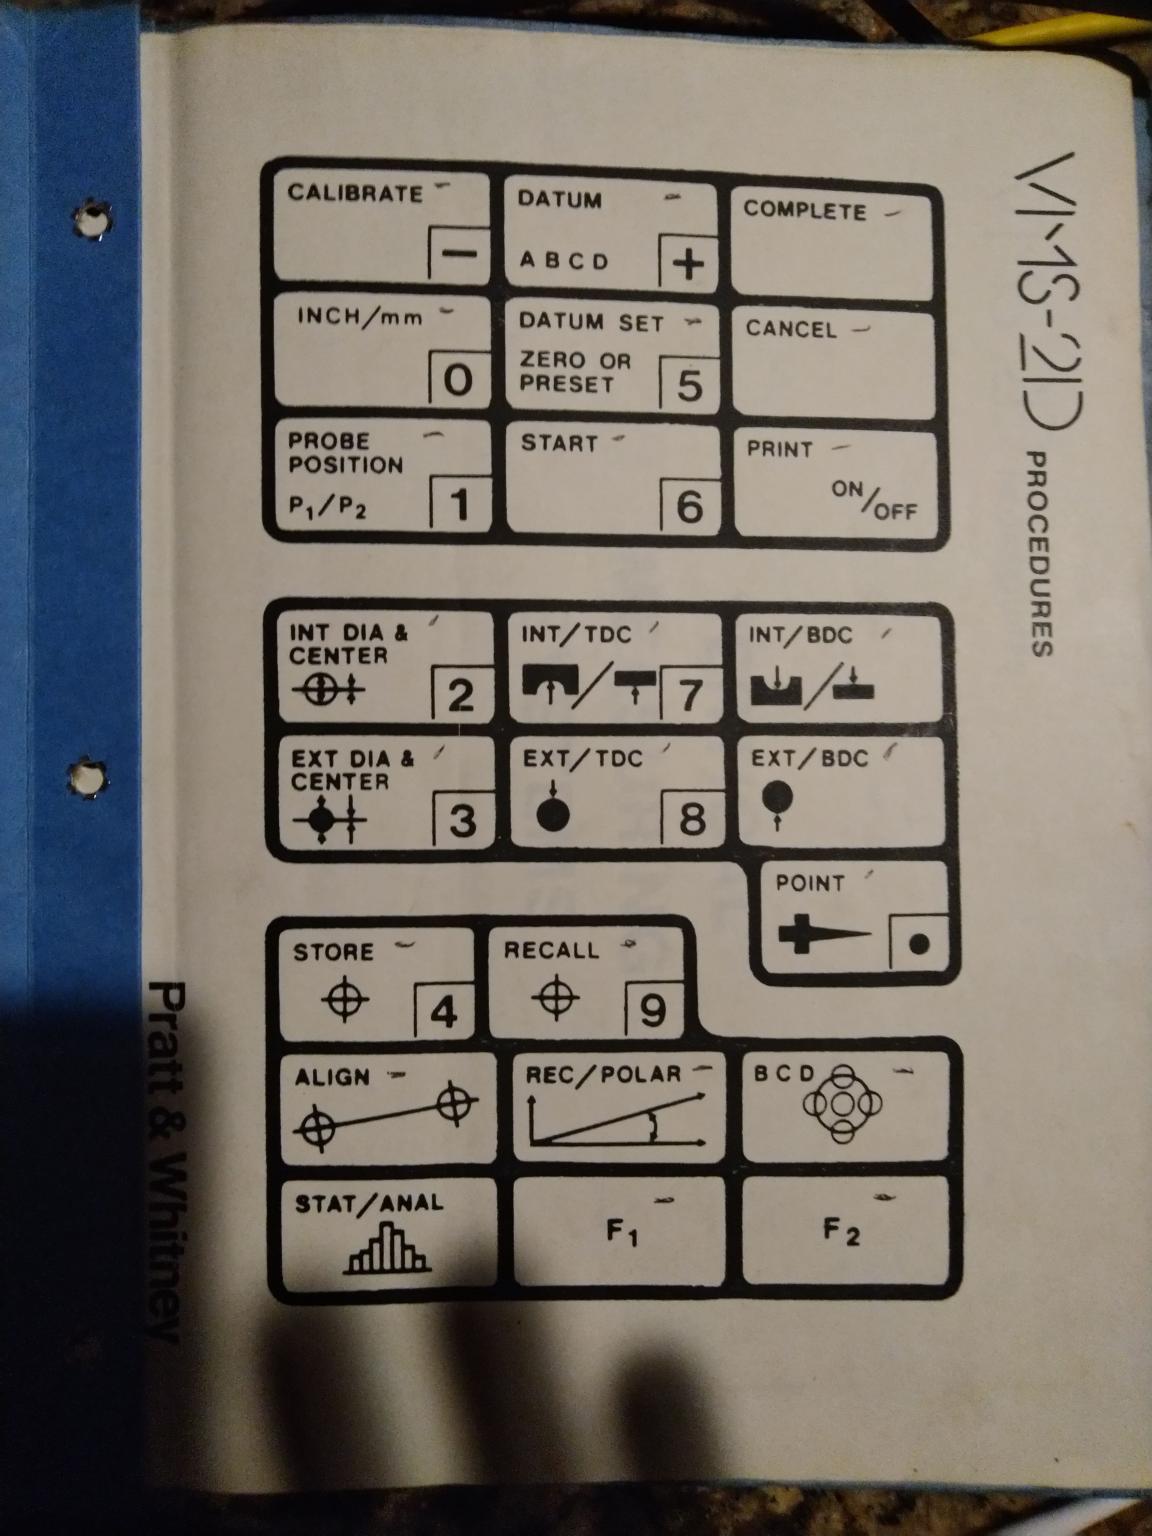 VMS-2D PROCEDURES
CALIBRATE
−
DATUM
A B C D
+
COMPLETE
INCH/mm
0
DATUM SET
ZERO OR
PRESET
5
CANCEL
PROBE
POSITION
P1/P2
1
START
6
PRINT
ON/OFF
INT DIA &
CENTER
2
INT/TDC
7
INT/BDC
EXT DIA &
CENTER
3
EXT/TDC
8
EXT/BDC
POINT
STORE
4
RECALL
9
ALIGN
REC/POLAR
B C D
STAT/ANAL
F1
F2
Pratt & Whitney